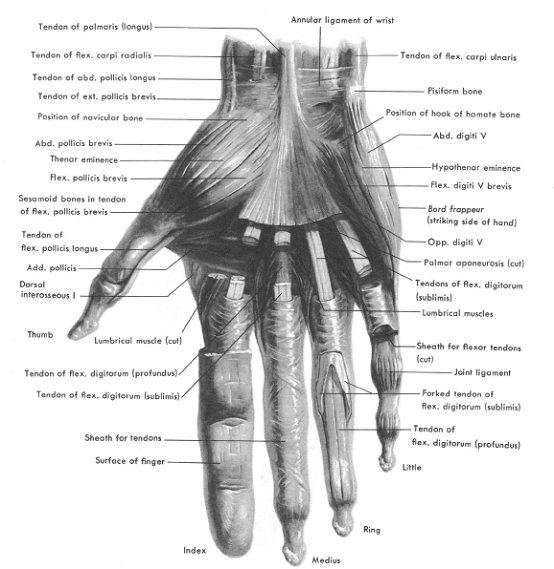 Tendon of palmaris (longus)
Annular ligament of wrist
Tendon of flex. carpi radialis
Tendon of flex. carpi ulnaris
Tendon of abd. pollicis longus
Pisiform bone
Tendon of ext. pollicis brevis
Position of navicular bone
Position of hook of hamate bone
Abd. digiti V
Abd. pollicis brevis
Thenar eminence
Hypothenar eminence
Flex. pollicis brevis
Flex. digiti V brevis
Sesamoid bones in tendon
of flex. pollicis brevis
Bord frappeur
(striking side of hand)
Tendon of
flex. pollicis longus
Opp. digiti V
Palmar aponeurosis (cut)
Add. pollicis
Dorsal
interosseous I
Tendons of flex. digitorum
(sublimis)
Lumbrical muscles
Thumb
Lumbrical muscle (cut)
Sheath for flexor tendons
(cut)
Joint ligament
Tendon of flex. digitorum (profundus)
Tendon of flex. digitorum (sublimis)
Forked tendon of
flex. digitorum (sublimis)
Tendon of
flex. digitorum (profundus)
Sheath for tendons
Surface of finger
Little
Ring
Index
Medius